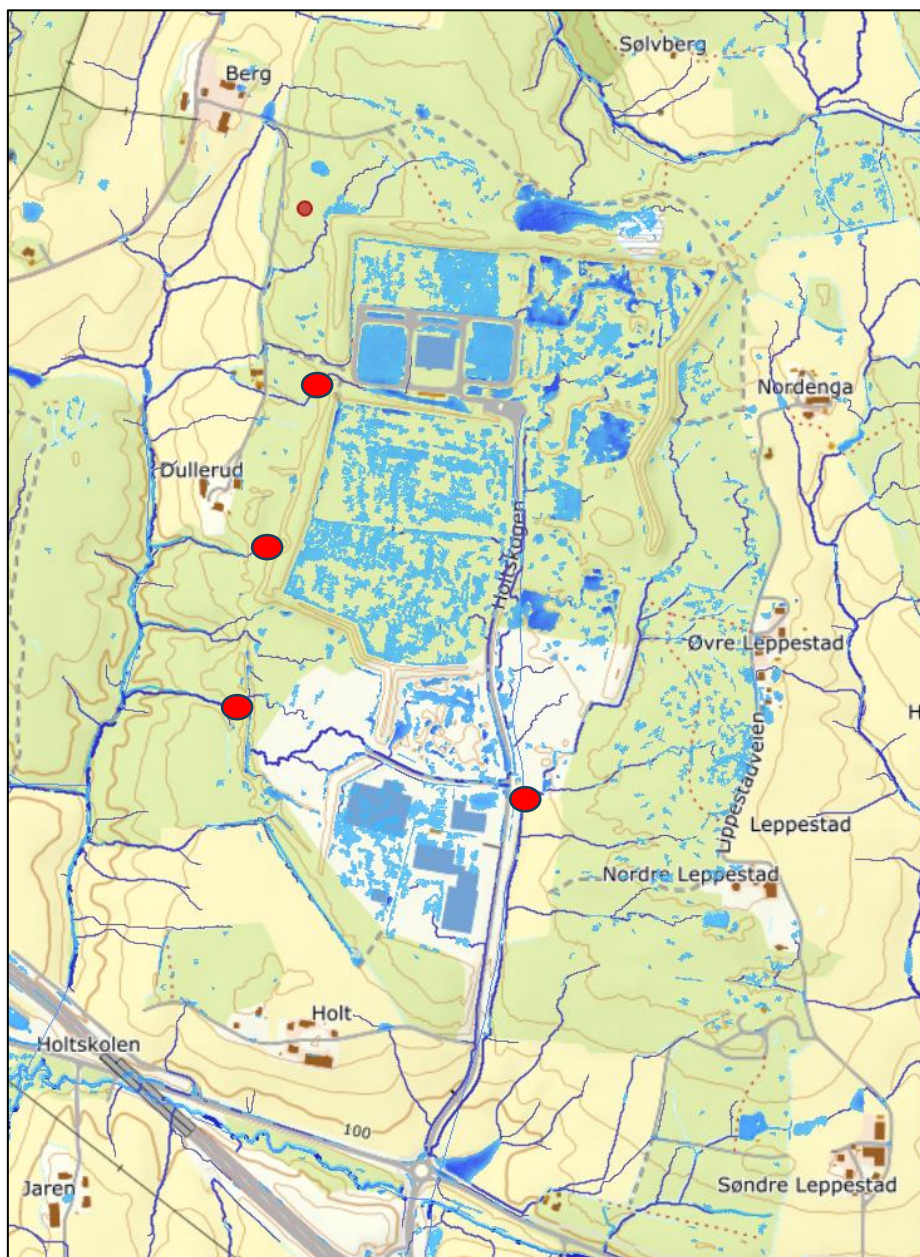 Sølvberg
Berg
Nordenga
Dullerud
Holtskogen
Øvre Leppestad
H
Lippestadveien
Leppestad
Nordre Leppestad
Holt
Holtskolen
100
Jaren
Søndre Leppestad